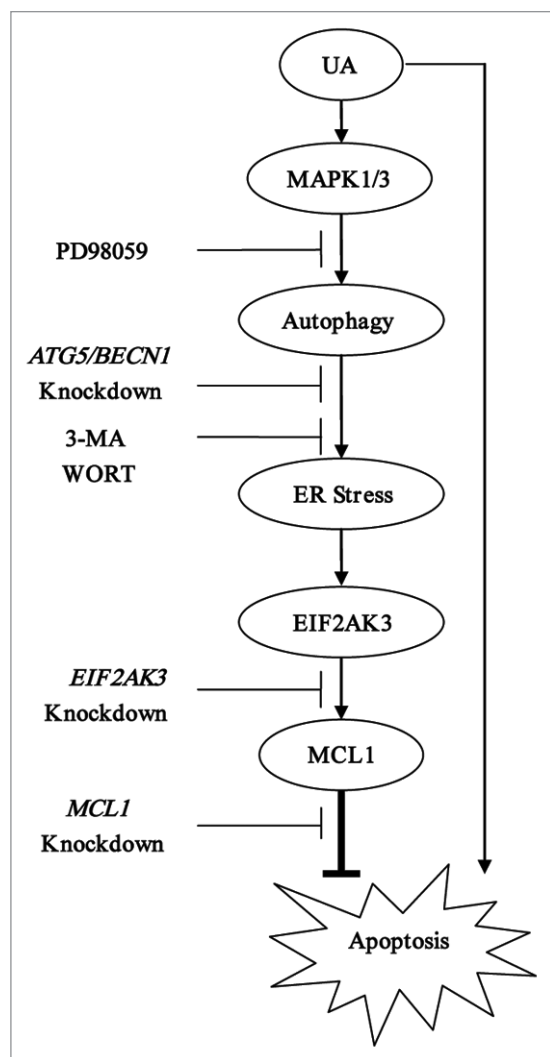 UA
MAPK1/3
PD98059
Autophagy
ATG5/BECN1
Knockdown
3-MA
WORT
ER Stress
EIF2AK3
EIF2AK3
Knockdown
MCL1
MCL1
Knockdown
Apoptosis